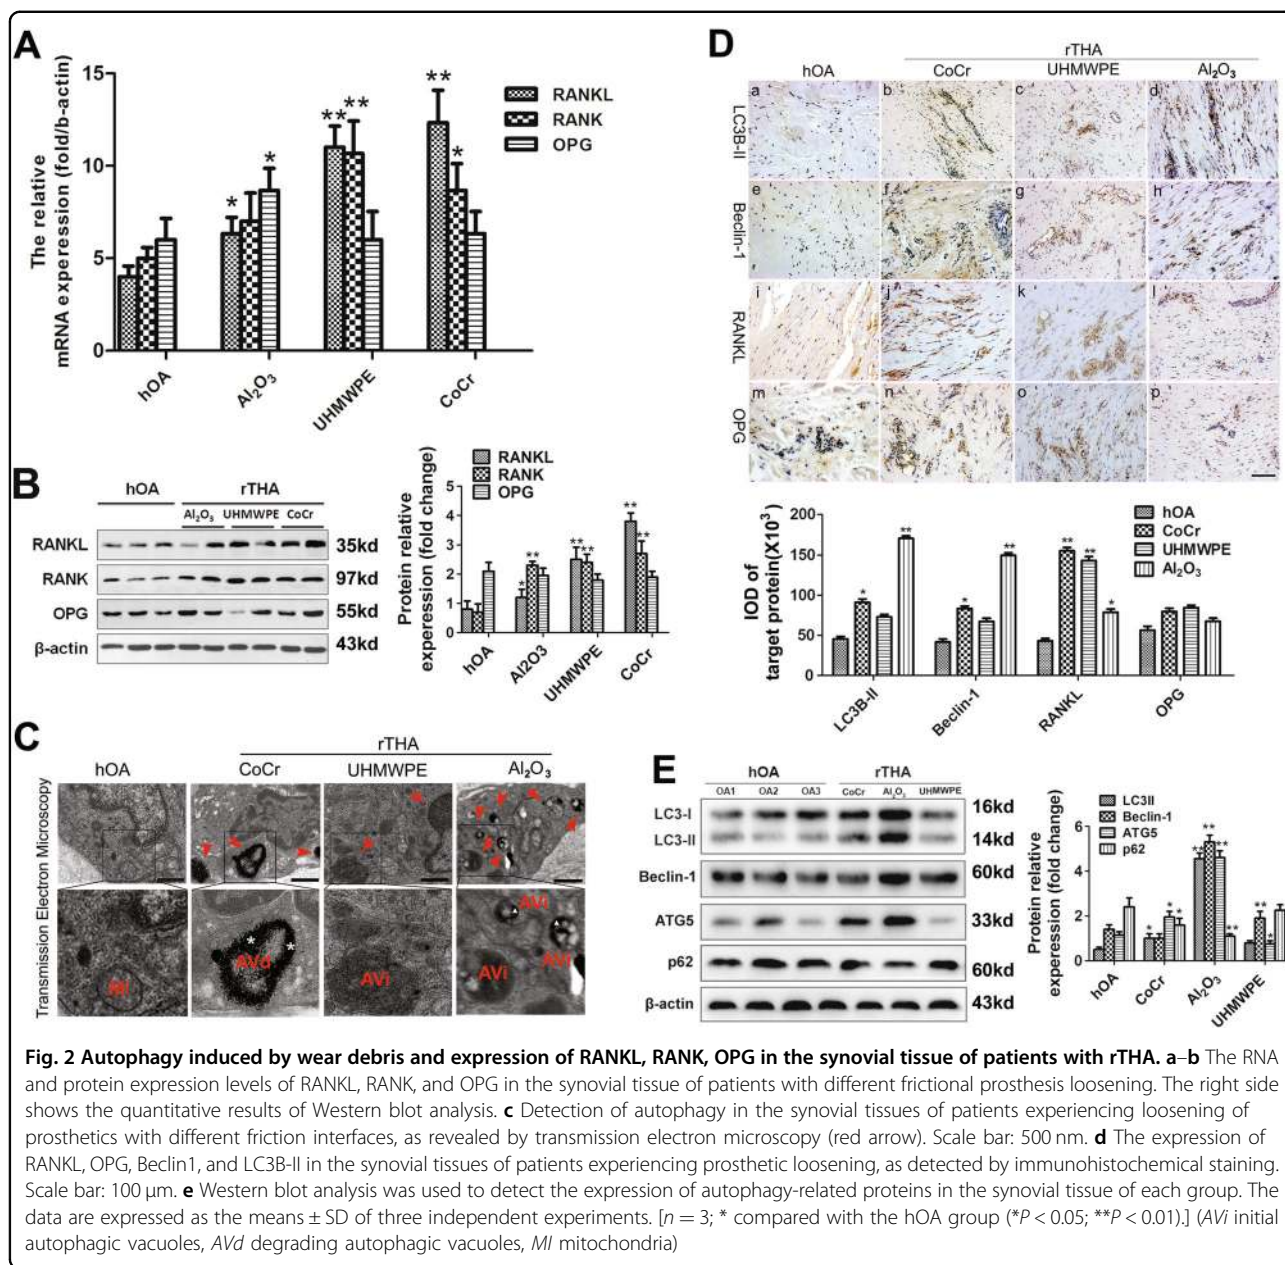 A
The relative
mRNA experession (fold/b-actin)
15
10
5
0
**
**
**
*
*
*
RANKL
RANK
OPG
hOA
Al2O3
UHMWPE
CoCr
B
hOA
rTHA
Al2O3
UHMWPE
CoCr
RANKL
35kd
RANK
97kd
OPG
55kd
β-actin
43kd
Protein relative
experession (fold change)
5
4
3
2
1
0
RANKL
RANK
OPG
*
**
**
**
**
**
hOA
Al2O3
UHMWPE
CoCr
C
rTHA
hOA
CoCr
UHMWPE
Al2O3
Transmission Electron Microscopy
AVd
AVi
AVi
AVi
AVi
D
rTHA
hOA
CoCr
UHMWPE
Al2O3
LC3B-II
a
b
c
d
Beclin-1
e
f
g
h
RANKL
i
j
k
l
OPG
m
n
o
p
IOD of
target protein(X10³)
200
150
100
50
0
hOA
CoCr
UHMWPE
Al2O3
*
**
*
**
**
**
*
LC3B-II
Beclin-1
RANKL
OPG
E
hOA
rTHA
OA1
OA2
OA3
CoCr
Al2O3
UHMWPE
LC3-I
16kd
LC3-II
14kd
Beclin-1
60kd
ATG5
33kd
p62
60kd
β-actin
43kd
Protein relative
experession (fold change)
6
4
2
0
LC3II
Beclin-1
ATG5
p62
*
*
*
**
**
**
**
**
*
hOA
CoCr
Al2O3
UHMWPE
Fig. 2 Autophagy induced by wear debris and expression of RANKL, RANK, OPG in the synovial tissue of patients with rTHA. a–b The RNA
and protein expression levels of RANKL, RANK, and OPG in the synovial tissue of patients with different frictional prosthesis loosening. The right side
shows the quantitative results of Western blot analysis. c Detection of autophagy in the synovial tissues of patients experiencing loosening of
prosthetics with different friction interfaces, as revealed by transmission electron microscopy (red arrow). Scale bar: 500 nm. d The expression of
RANKL, OPG, Beclin1, and LC3B-II in the synovial tissues of patients experiencing prosthetic loosening, as detected by immunohistochemical staining.
Scale bar: 100 µm. e Western blot analysis was used to detect the expression of autophagy-related proteins in the synovial tissue of each group. The
data are expressed as the means ± SD of three independent experiments. [n = 3; * compared with the hOA group (*P < 0.05; **P < 0.01).] (AVi initial
autophagic vacuoles, AVd degrading autophagic vacuoles, MI mitochondria)